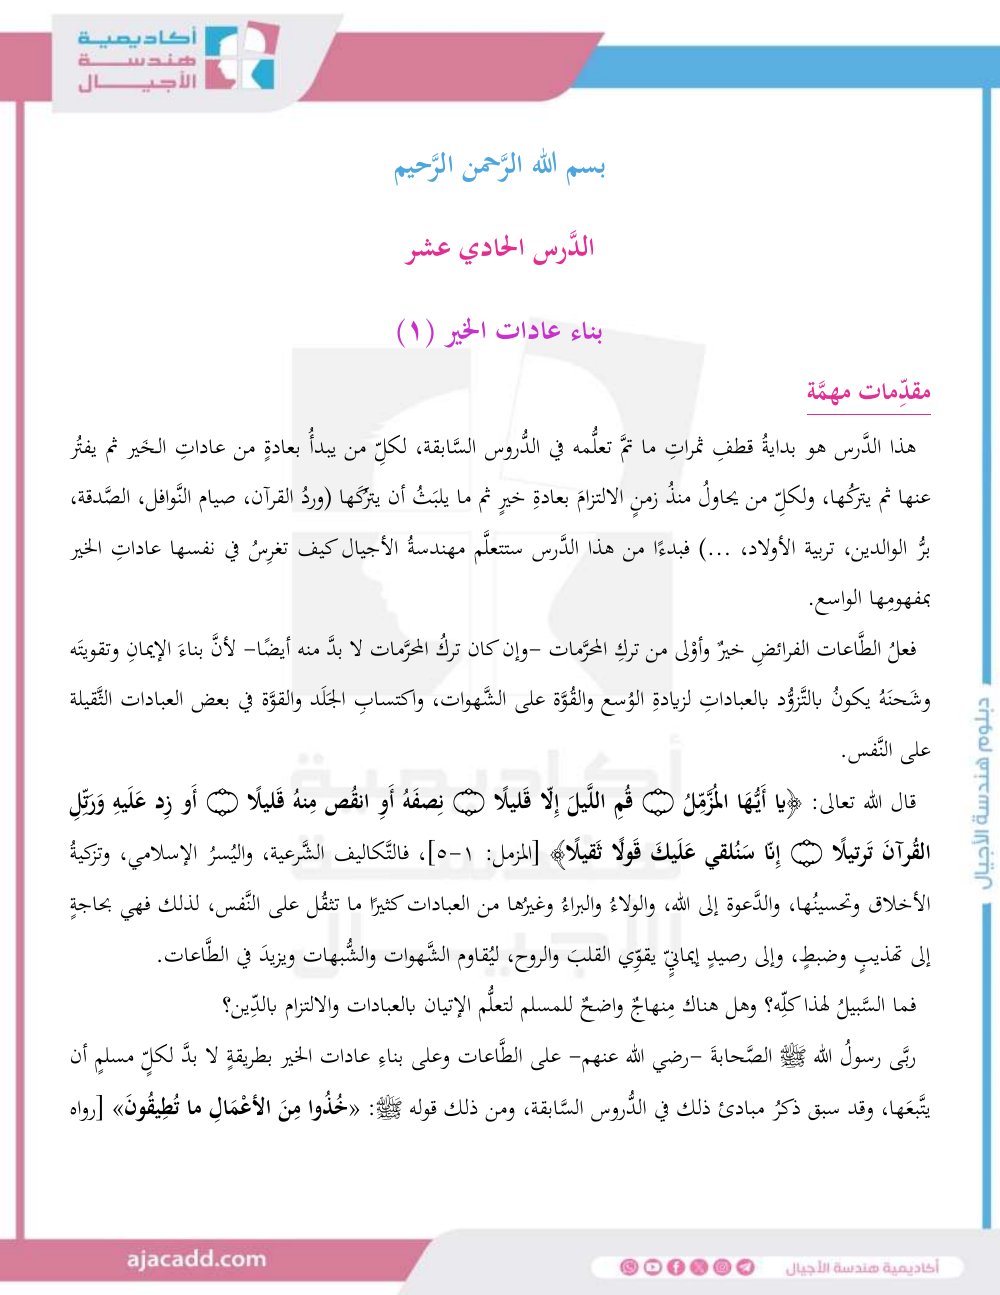 أكاديمية
هندسة
الأجيال
بسم الله الرَّحمن الرَّحيم
الدَّرس الحادي عشر
بناء عادات الخير (١)
مقدِّمات مهمَّة
هذا الدَّرس هو بدايةُ قطفِ ثمراتِ ما تمَّ تعلُّمه في الدُّروس السَّابقة، لكلِّ من يبدأُ بعادةٍ من عاداتِ الخَير ثم يفتُر
عنها ثم يتركُها، ولكلِّ من يحاولُ منذُ زمنٍ الالتزامَ بعادةِ خيرٍ ثم ما يلبَثُ أن يترُكَها (وردُ القرآن، صيام النَّوافل، الصَّدقة،
برُّ الوالدين، تربية الأولاد، ...) فبدءًا من هذا الدَّرس ستتعلَّم مهندسةُ الأجيال كيف تغرِسُ في نفسها عاداتِ الخير
بمفهومِها الواسع.
فعلُ الطَّاعات الفرائضِ خيرٌ وأوْلى من تركِ المحرَّمات –وإن كان تركُ المحرَّمات لا بدَّ منه أيضًا– لأنَّ بناءَ الإيمانِ وتقويتَه
وشَحنَهُ يكونُ بالتَّزوُّد بالعباداتِ لزيادةِ الوُسع والقُوَّة على الشَّهوات، واكتسابِ الجَلَد والقوَّة في بعض العبادات الثَّقيلة
على النَّفس.
قال الله تعالى: ﴿يا أَيُّهَا المُزَّمِّلُ ۝ قُمِ اللَّيلَ إِلّا قَليلًا ۝ نِصفَهُ أَوِ انقُص مِنهُ قَليلًا ۝ أَو زِد عَلَيهِ وَرَتِّلِ
القُرآنَ تَرتيلًا ۝ إِنّا سَنُلقي عَلَيكَ قَولًا ثَقيلًا﴾ [المزمل: ١-٥]، فالتَّكاليف الشَّرعية، واليُسرُ الإسلامي، وتزكيةُ
الأخلاق وتحسينُها، والدَّعوة إلى الله، والولاءُ والبراءُ وغيرُها من العبادات كثيرًا ما تثقُل على النَّفس، لذلك فهي بحاجةٍ
إلى تهذيبٍ وضبطٍ، وإلى رصيدٍ إيمانيّ يقوِّي القلبَ والروح، ليُقاوم الشَّهوات والشُّبهات ويزيدَ في الطَّاعات.
فما السَّبيلُ لهذا كلِّه؟ وهل هناك مِنهاجٌ واضحٌ للمسلم لتعلُّم الإتيان بالعبادات والالتزام بالدِّين؟
ربَّى رسولُ الله ﷺ الصَّحابةَ –رضي الله عنهم– على الطَّاعات وعلى بناءِ عادات الخير بطريقةٍ لا بدَّ لكلِّ مسلمٍ أن
يتَّبعَها، وقد سبق ذكرُ مبادئ ذلك في الدُّروس السَّابقة، ومن ذلك قوله ﷺ: «خُذُوا مِنَ الأعْمَالِ ما تُطِيقُونَ» [رواه
دبلوم هندسة الأجيال
ajacadd.com
أكاديمية هندسة الأجيال